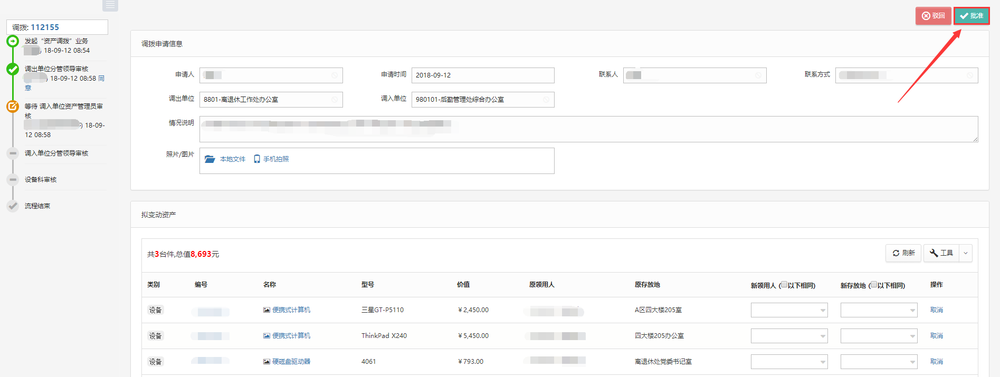 驳回
批准
调拨: 112155
发起“资产调拨”业务
18-09-12 08:54
调出单位分管领导审核
) 18-09-12 08:58 同
意
等待 调入单位资产管理员审
核
) 18-09-
12 08:58
调入单位分管领导审核
设备科审核
流程结束
调拨申请信息
申请人
申请时间 2018-09-12
联系人
联系方式
调出单位 8801-离退休工作处办公室
调入单位 980101-后勤管理处综合办公室
情况说明
照片/图片 本地文件 手机拍照
拟变动资产
共3台件,总值8,693元
刷新 工具
类别 编号 名称 型号 价值 原领用人 原存放地 新领用人 (以下相同) 新存放地 (以下相同) 操作
设备 便携式计算机 三星GT-P5110 ￥2,450.00 A区四大楼205室 取消
设备 便携式计算机 ThinkPad X240 ￥5,450.00 四大楼205办公室 取消
设备 硬磁盘驱动器 4061 ￥793.00 离退休处党委书记室 取消